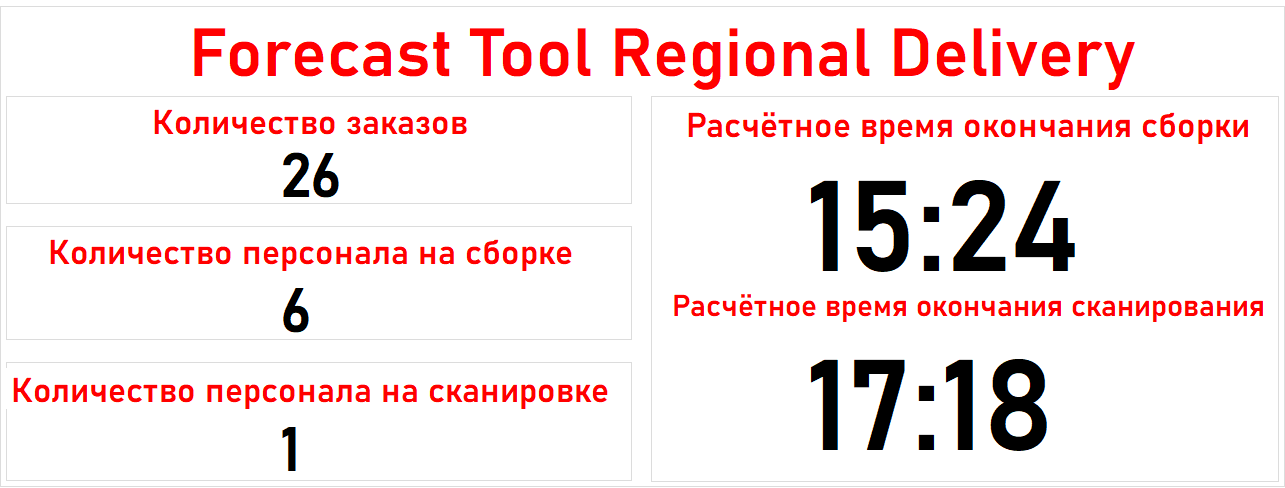 Forecast Tool Regional Delivery
Количество заказов
26
Количество персонала на сборке
6
Количество персонала на сканировке
1
Расчётное время окончания сборки
15:24
Расчётное время окончания сканирования
17:18